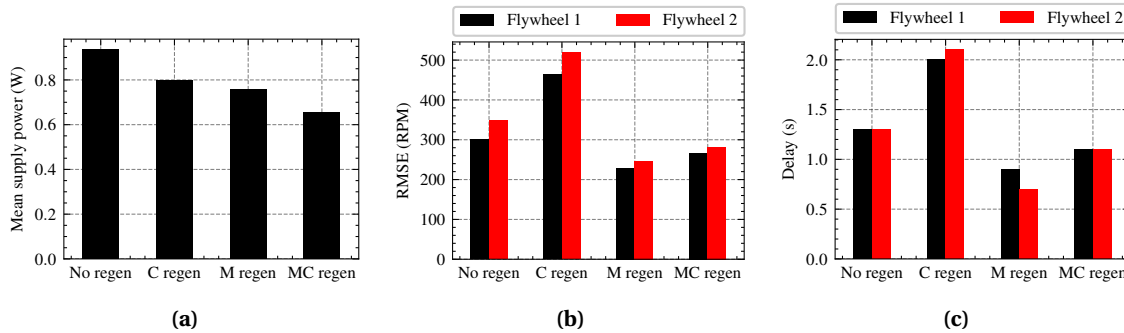 Mean supply power (W)
0.8
0.6
0.4
0.2
0.0
No regen C regen M regen MC regen
(a)
Flywheel 1 Flywheel 2
RMSE (RPM)
500
400
300
200
100
0
No regen C regen M regen MC regen
(b)
Flywheel 1 Flywheel 2
Delay (s)
2.0
1.5
1.0
0.5
0.0
No regen C regen M regen MC regen
(c)